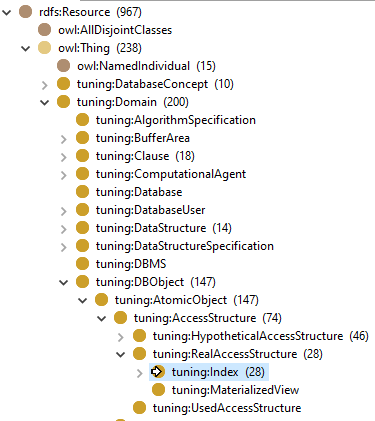 rdfs:Resource (967)
owl:AllDisjointClasses
owl:Thing (238)
owl:NamedIndividual (15)
tuning:DatabaseConcept (10)
tuning:Domain (200)
tuning:AlgorithmSpecification
tuning:BufferArea
tuning:Clause (18)
tuning:ComputationalAgent
tuning:Database
tuning:DatabaseUser
tuning:DataStructure (14)
tuning:DataStructureSpecification
tuning:DBMS
tuning:DBObject (147)
tuning:AtomicObject (147)
tuning:AccessStructure (74)
tuning:HypotheticalAccessStructure (46)
tuning:RealAccessStructure (28)
tuning:Index (28)
tuning:MaterializedView
tuning:UsedAccessStructure